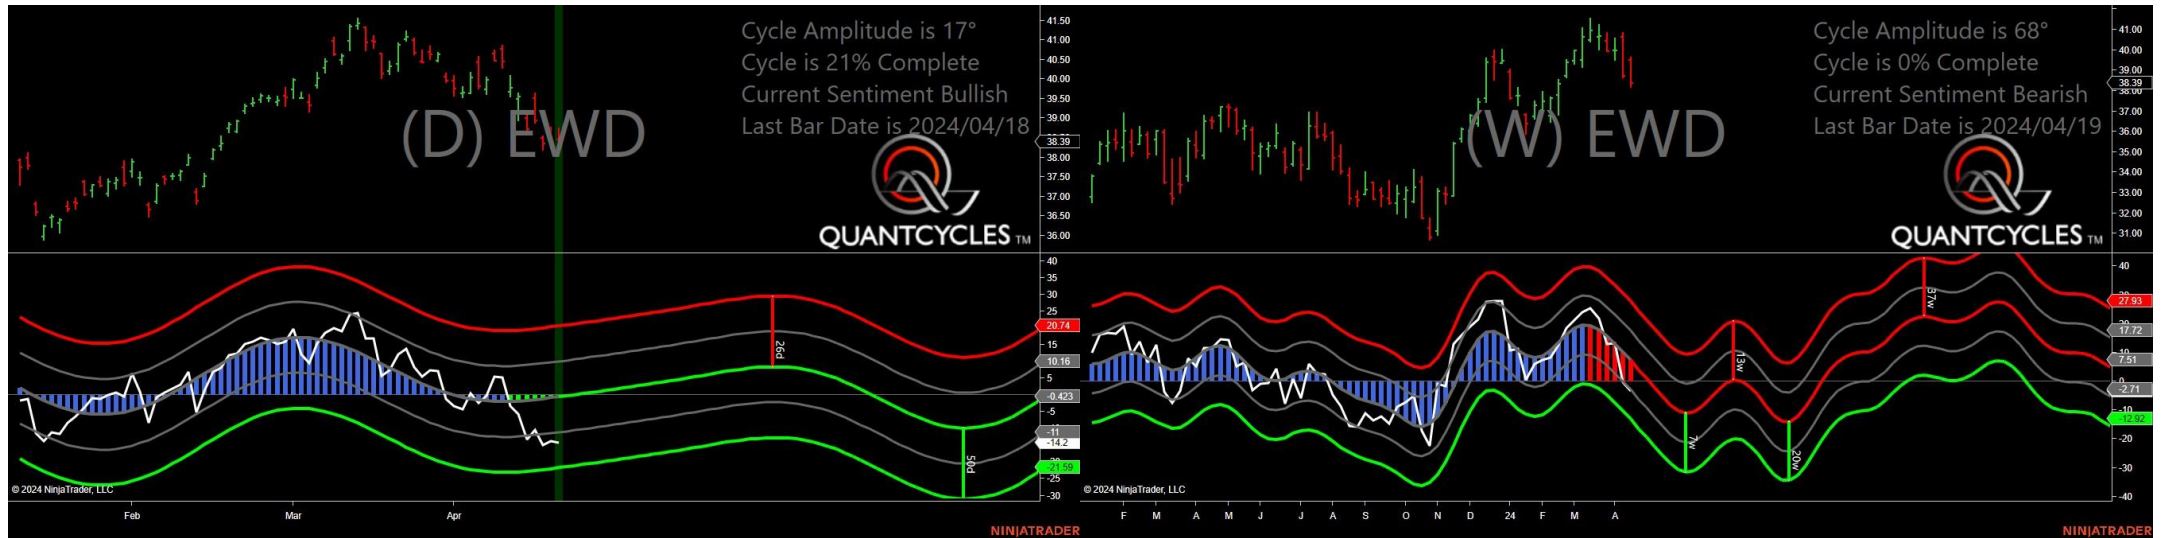 Cycle Amplitude is 17°
Cycle is 21% Complete
Current Sentiment Bullish
Last Bar Date is 2024/04/18
(D) EWD
QUANTCYCLES TM
41.50
41.00
40.50
40.00
39.50
39.00
38.39
38.00
37.50
37.00
36.50
36.00
40
35
30
25
20.74
15
10.16
5
-0.423
-5
-11
-14.2
-21.59
-25
-30
26d
50d
© 2024 NinjaTrader, LLC
Feb Mar Apr
NINJATRADER
Cycle Amplitude is 68°
Cycle is 0% Complete
Current Sentiment Bearish
Last Bar Date is 2024/04/19
(W) EWD
QUANTCYCLES TM
41.00
40.00
39.00
38.39
38.00
37.00
36.00
35.00
34.00
33.00
32.00
31.00
40
27.93
17.72
7.51
-2.71
-12.92
-20
-30
-40
37w
13w
7w
20w
© 2024 NinjaTrader, LLC
F M A M J J A S O N D 24 F M A
NINJATRADER